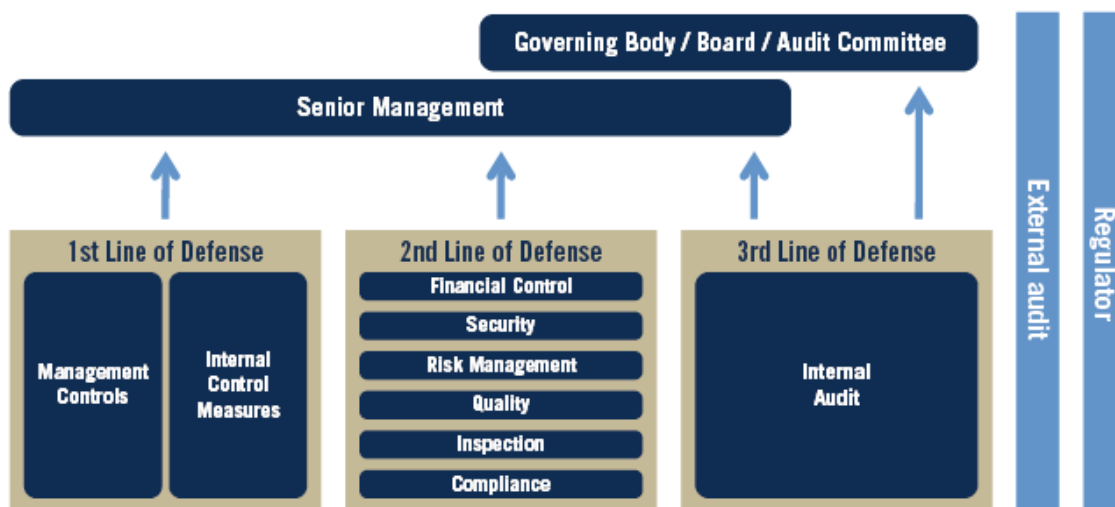 Governing Body / Board / Audit Committee
Senior Management
1st Line of Defense
Management
Controls
Internal
Control
Measures
2nd Line of Defense
Financial Control
Security
Risk Management
Quality
Inspection
Compliance
3rd Line of Defense
Internal
Audit
External audit
Regulator